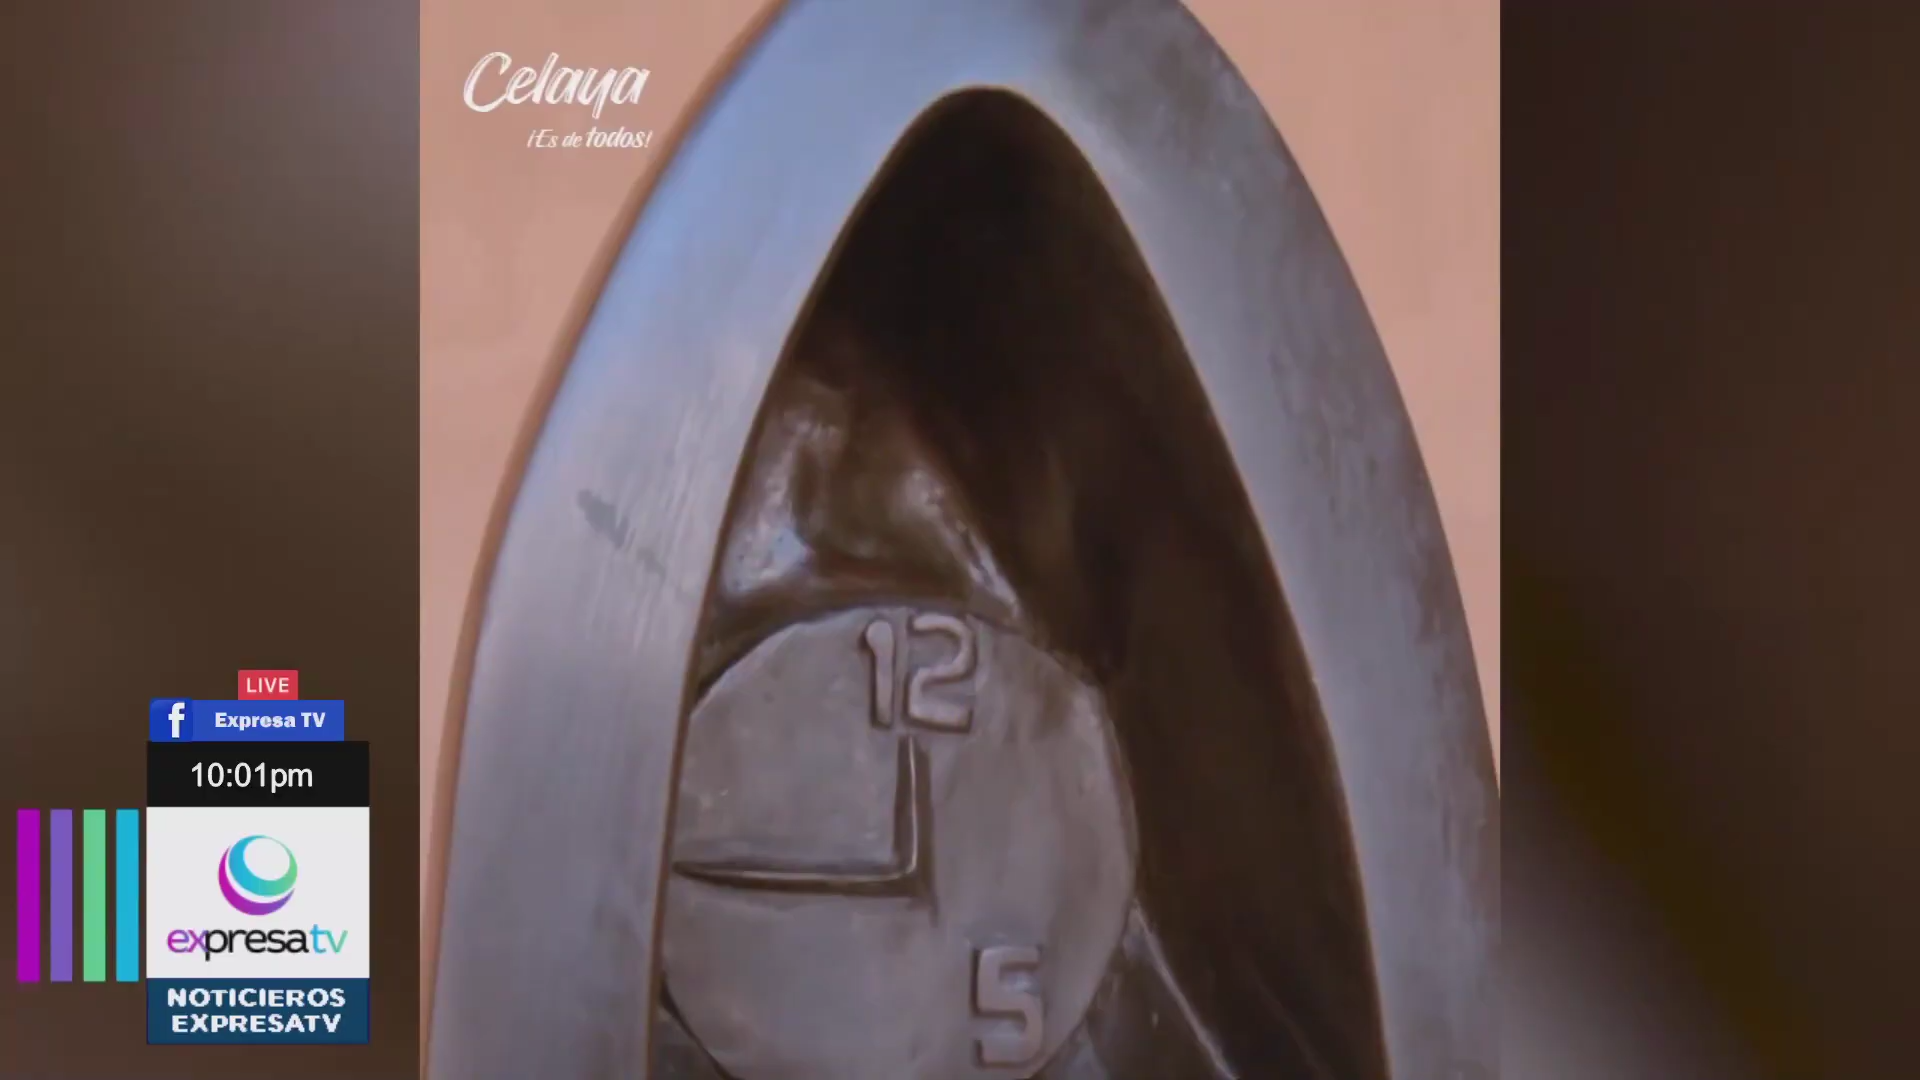 Celaya
¡Es de todos!
12
5
LIVE
f Expresa TV
10:01pm
expresatv
NOTICIEROS
EXPRESATV